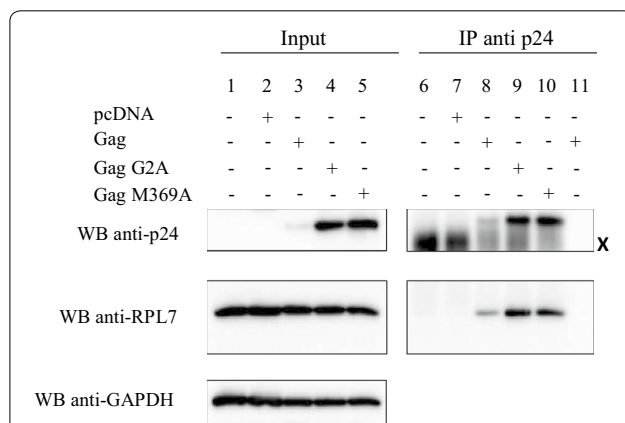 Input IP anti p24
1 2 3 4 5 6 7 8 9 10 11
pcDNA - + - - - - + - - - -
Gag - - + - - - - + - - +
Gag G2A - - - + - - - - + - -
Gag M369A - - - - + - - - - + -
WB anti-p24 X
WB anti-RPL7
WB anti-GAPDH